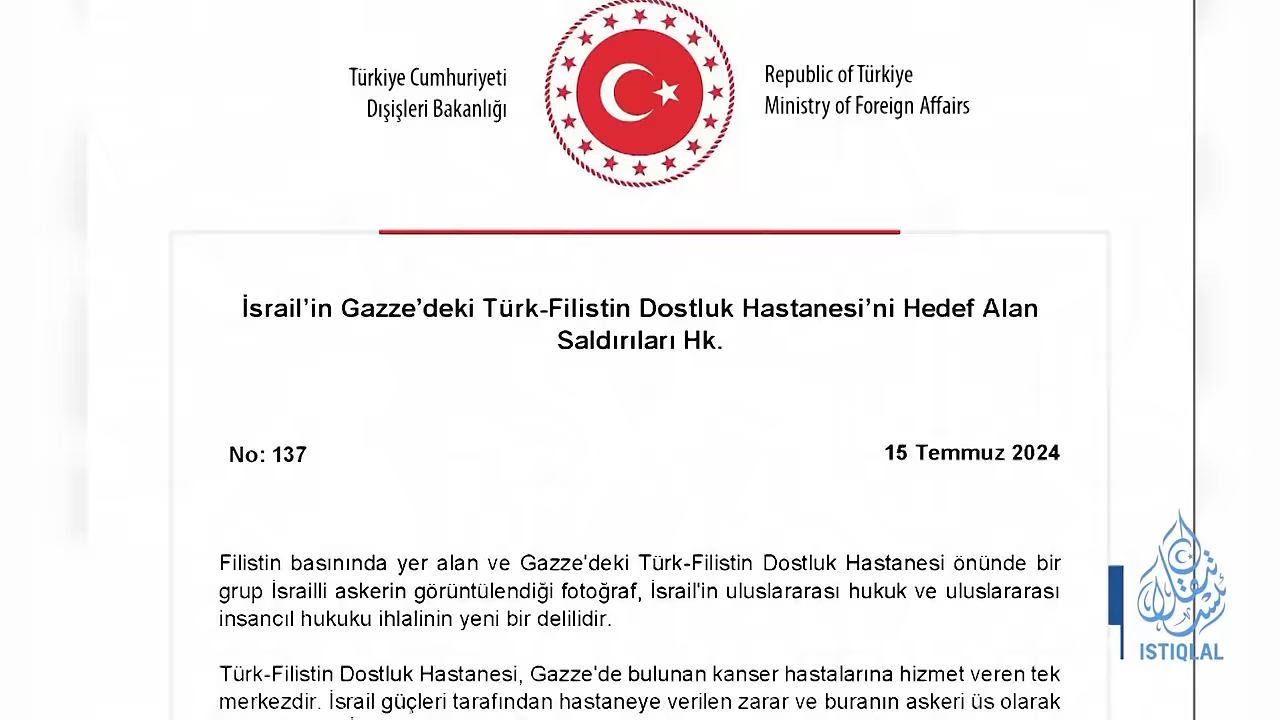 Türkiye Cumhuriyeti
Dışişleri Bakanlığı
Republic of Türkiye
Ministry of Foreign Affairs
İsrail’in Gazze’deki Türk-Filistin Dostluk Hastanesi’ni Hedef Alan
Saldırıları Hk.
No: 137
15 Temmuz 2024
Filistin basınında yer alan ve Gazze'deki Türk-Filistin Dostluk Hastanesi önünde bir
grup İsrailli askerin görüntülendiği fotoğraf, İsrail'in uluslararası hukuk ve uluslararası
insancıl hukuku ihlalinin yeni bir delilidir.
Türk-Filistin Dostluk Hastanesi, Gazze'de bulunan kanser hastalarına hizmet veren tek
merkezdir. İsrail güçleri tarafından hastaneye verilen zarar ve buranın askeri üs olarak
ISTIQLAL